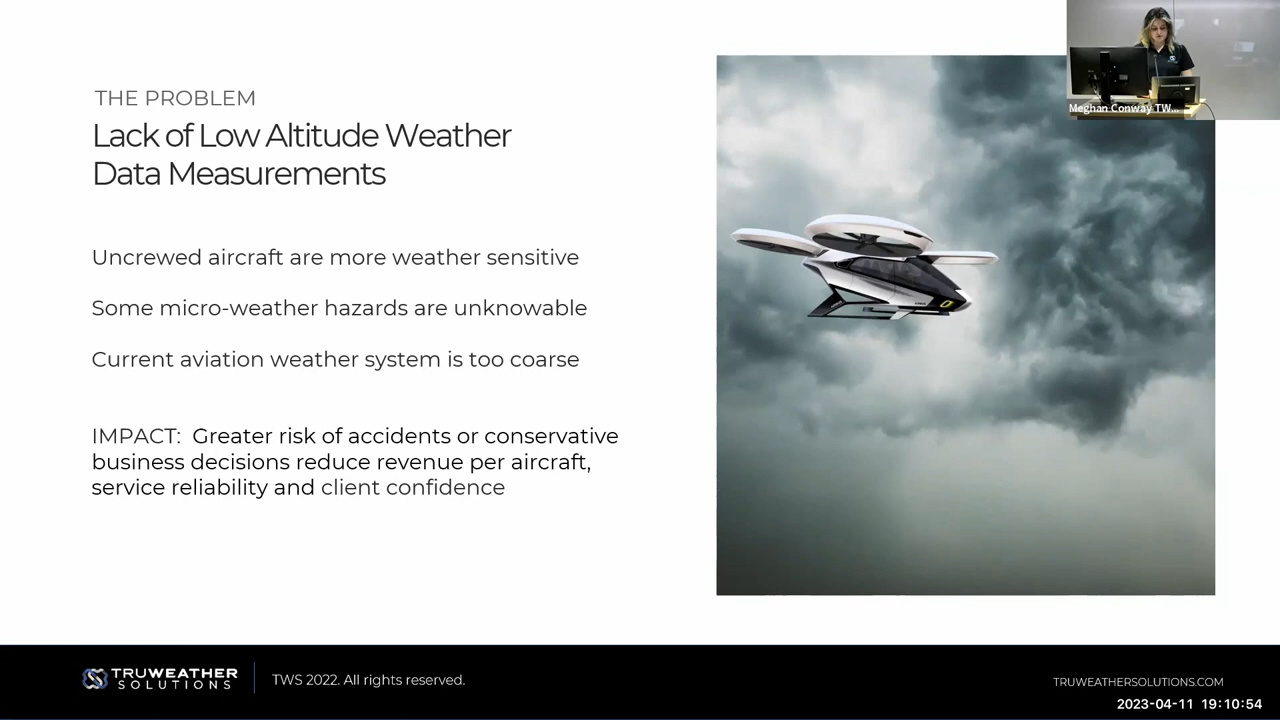 THE PROBLEM
Lack of Low Altitude Weather
Data Measurements
Uncrewed aircraft are more weather sensitive
Some micro-weather hazards are unknowable
Current aviation weather system is too coarse
IMPACT: Greater risk of accidents or conservative
business decisions reduce revenue per aircraft,
service reliability and client confidence
Meghan Conway TW...
TRUWEATHER
SOLUTIONS
TWS 2022. All rights reserved.
TRUWEATHERSOLUTIONS.COM
2023-04-11 19:10:54